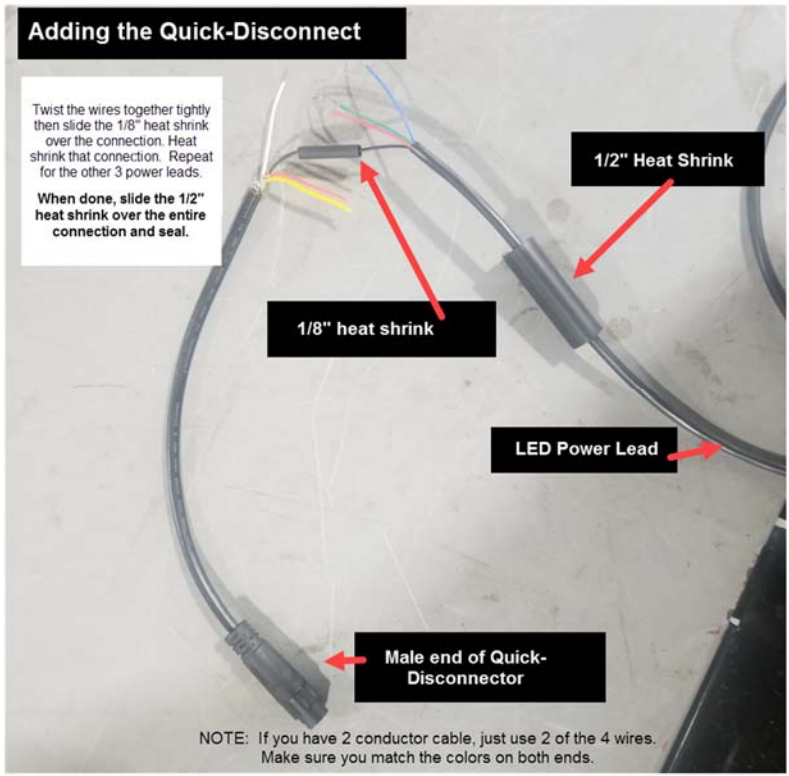 Adding the Quick-Disconnect
Twist the wires together tightly
then slide the 1/8" heat shrink
over the connection. Heat
shrink that connection.  Repeat
for the other 3 power leads.
When done, slide the 1/2"
heat shrink over the entire
connection and seal.
1/2" Heat Shrink
1/8" heat shrink
LED Power Lead
Male end of Quick-
Disconnector
NOTE:  If you have 2 conductor cable, just use 2 of the 4 wires.
Make sure you match the colors on both ends.